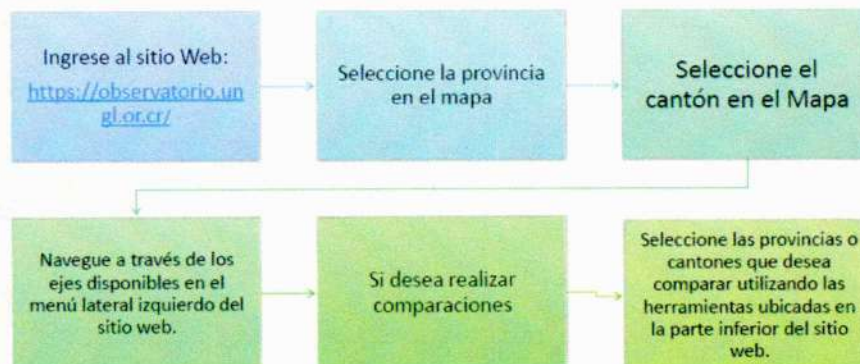 Ingrese al sitio Web:
https://observatorio.un
gl.or.cr/
Seleccione la provincia
en el mapa
Seleccione el
cantón en el Mapa
Navegue a través de los
ejes disponibles en el
menú lateral izquierdo del
sitio web.
Si desea realizar
comparaciones
Seleccione las provincias o
cantones que desea
comparar utilizando las
herramientas ubicadas en
la parte inferior del sitio
web.